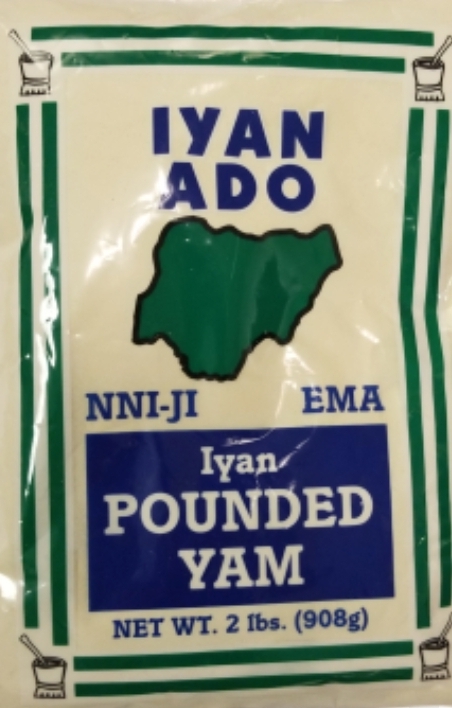 IYAN
ADO
NNI-JI EMA
Iyan
POUNDED
YAM
NET WT. 2 lbs. (908g)